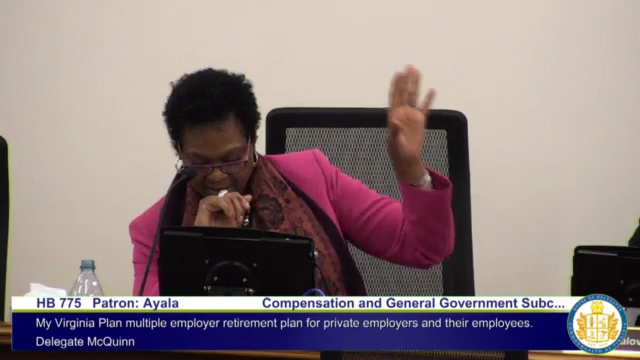 HB 775 Patron: Ayala Compensation and General Government Subc...
My Virginia Plan multiple employer retirement plan for private employers and their employees.
Delegate McQuinn